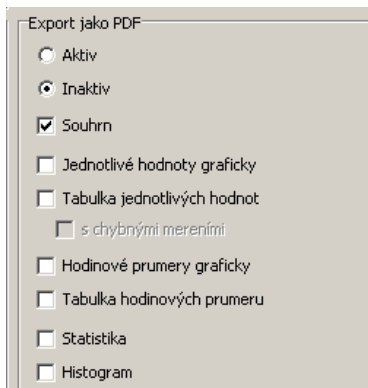 Export jako PDF
Aktiv
Inaktiv
Souhrn
Jednotlivé hodnoty graficky
Tabulka jednotlivých hodnot
s chybnými mereními
Hodinové prumery graficky
Tabulka hodinových prumeru
Statistika
Histogram